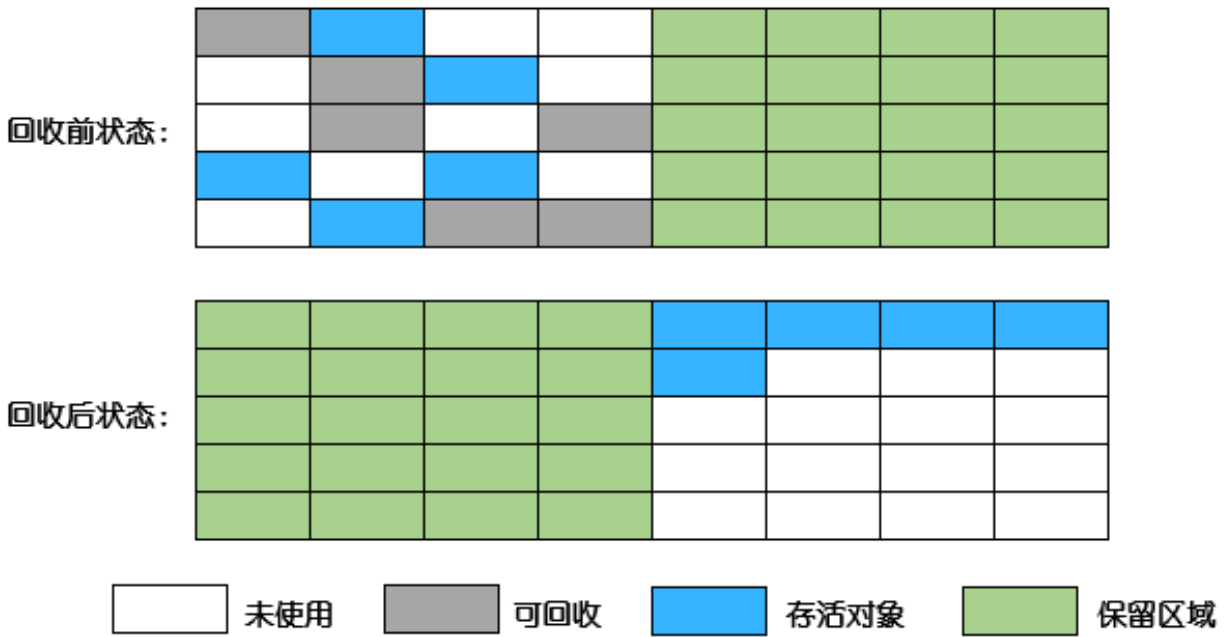 回收前状态：
回收后状态：
未使用
可回收
存活对象
保留区域